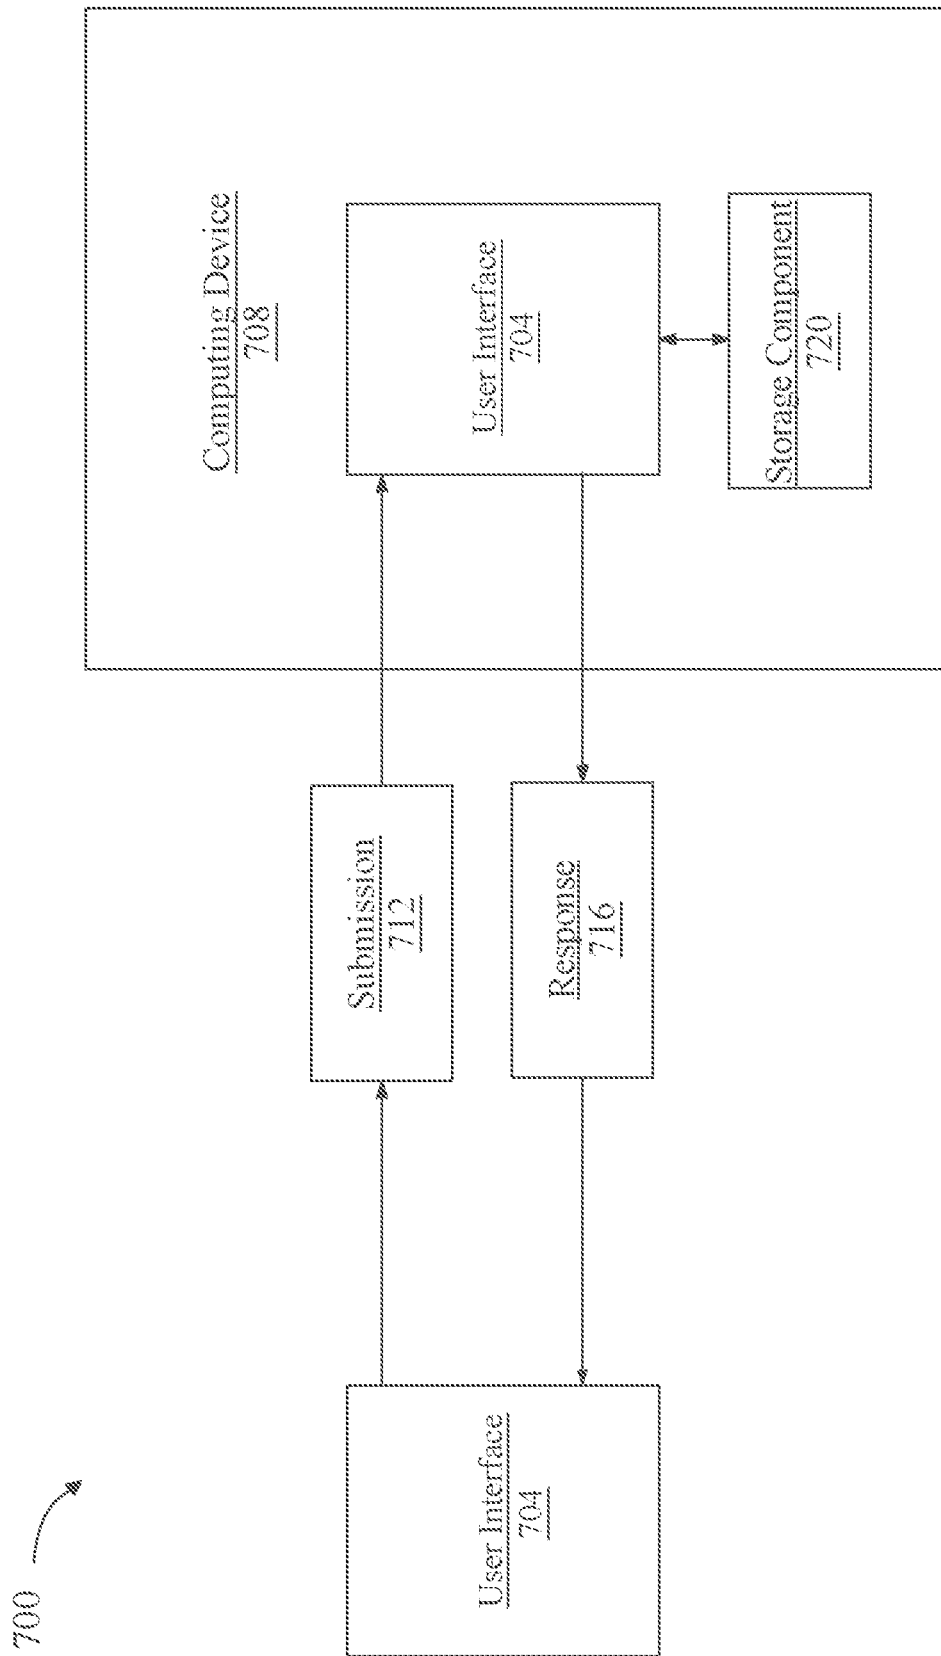 700
User Interface
704
Submission
712
Response
716
Computing Device
708
User Interface
704
Storage Component
720